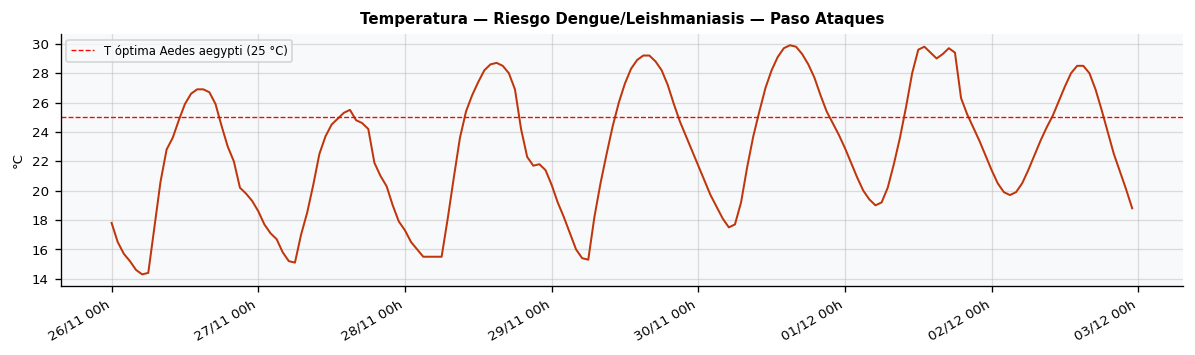 Temperatura — Riesgo Dengue/Leishmaniasis — Paso Ataques
T óptima Aedes aegypti (25 °C)
30
28
26
24
22
20
18
16
14
°C
26/11 00h
27/11 00h
28/11 00h
29/11 00h
30/11 00h
01/12 00h
02/12 00h
03/12 00h